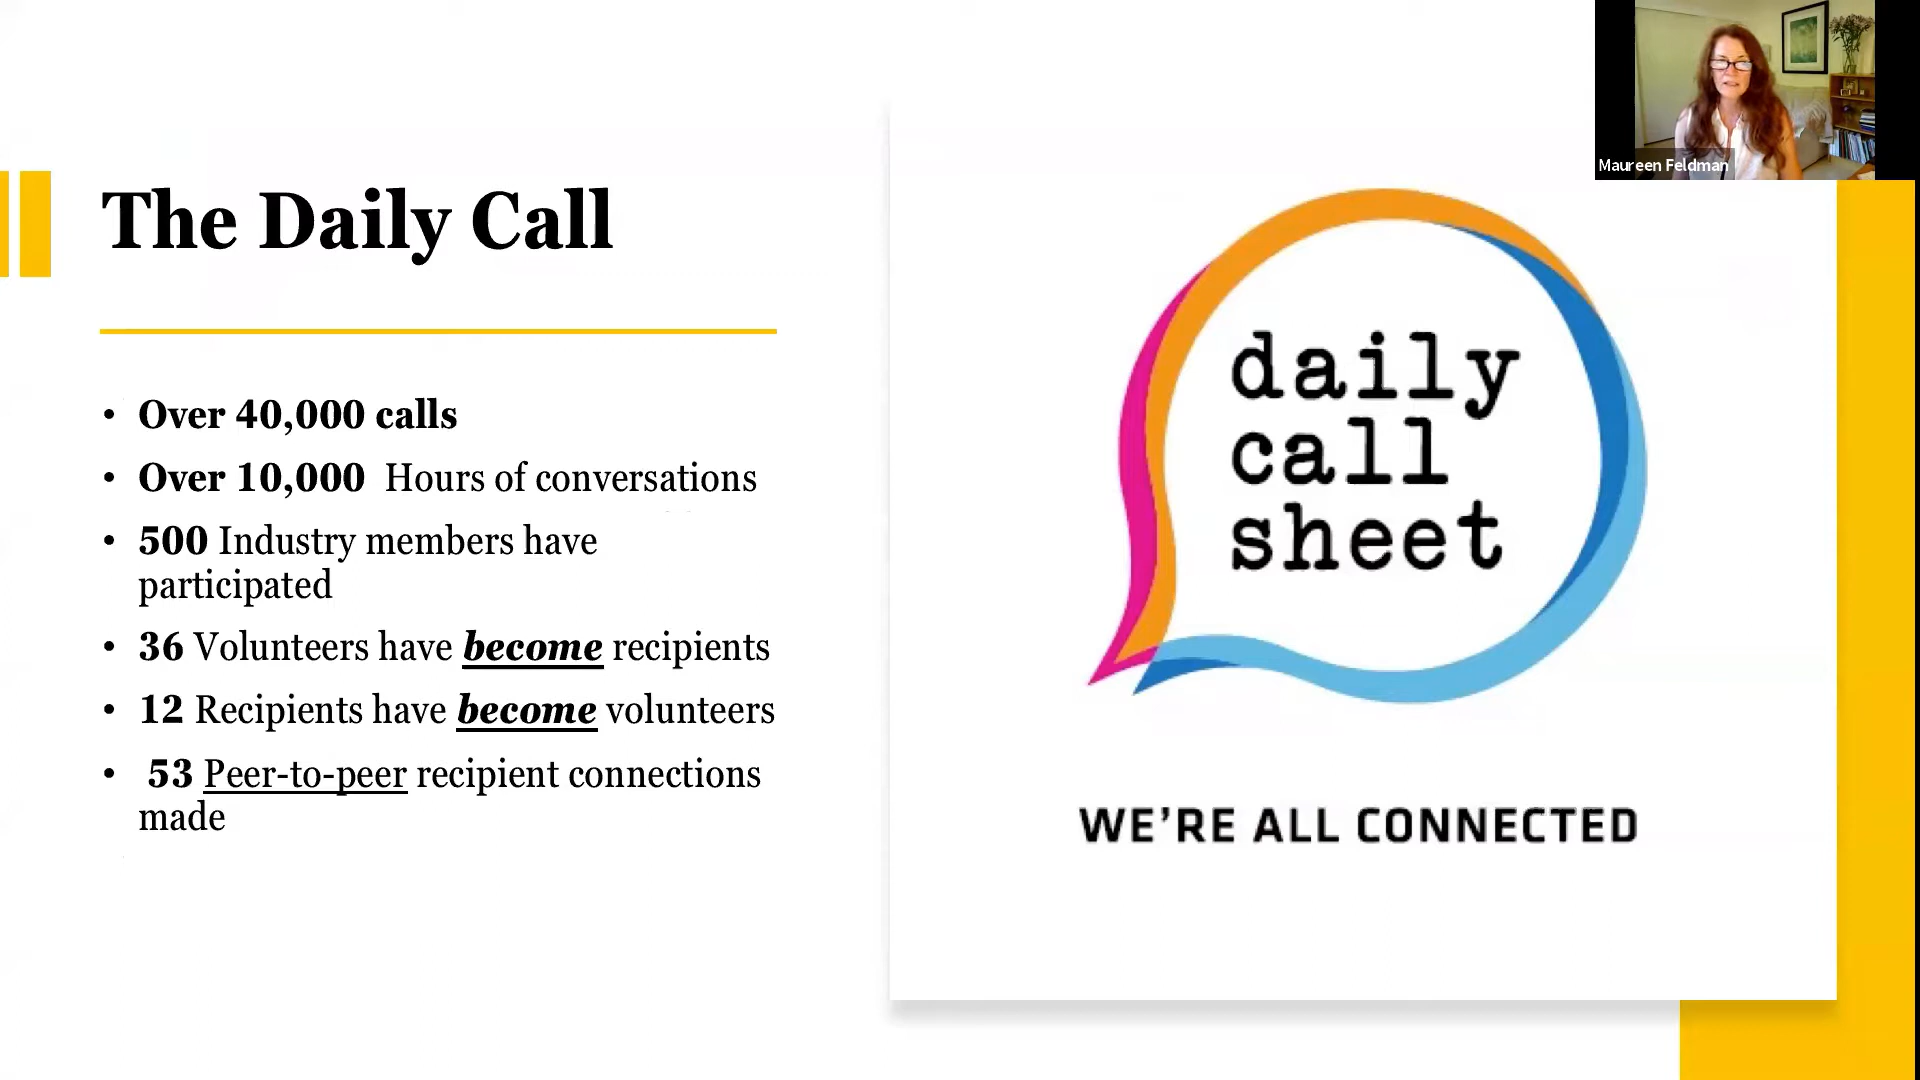 Maureen Feldman
The Daily Call
• Over 40,000 calls
• Over 10,000 Hours of conversations
• 500 Industry members have
participated
• 36 Volunteers have become recipients
• 12 Recipients have become volunteers
• 53 Peer-to-peer recipient connections
made
daily
call
sheet
WE’RE ALL CONNECTED